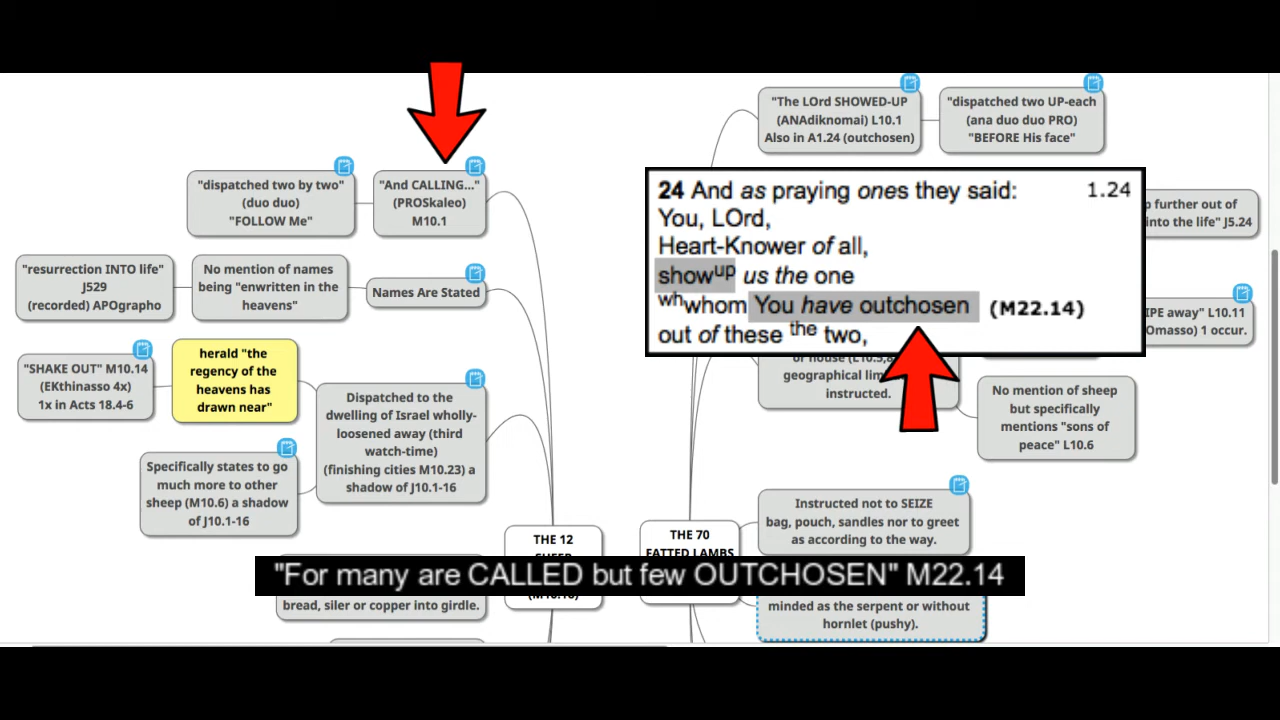 "dispatched two by two"
(duo duo)
"FOLLOW Me"
"And CALLING..."
(PROSkaleo)
M10.1
"resurrection INTO life"
J529
(recorded) APOgrapho
No mention of names
being "enwritten in the
heavens"
Names Are Stated
"SHAKE OUT" M10.14
(EKthinasso 4x)
1x in Acts 18.4-6
herald "the
regency of the
heavens has
drawn near"
Dispatched to the
dwelling of Israel wholly-
loosened away (third
watch-time)
(finishing cities M10.23) a
shadow of J10.1-16
Specifically states to go
much more to other
sheep (M10.6) a shadow
of J10.1-16
THE 12
bread, siler or copper into girdle.
"The LOrd SHOWED-UP
(ANAdiknomai) L10.1
Also in A1.24 (outchosen)
"dispatched two UP-each
(ana duo duo PRO)
"BEFORE His face"
24 And as praying ones they said: 1.24
You, LOrd,
Heart-Knower of all,
showup us the one
whwhom You have outchosen (M22.14)
out of these the two,
further out of
into the life" J5.24
IPE away" L10.11
Omasso) 1 occur.
geographical
instructed.
No mention of sheep
but specifically
mentions "sons of
peace" L10.6
THE 70
FATTED LAMBS
Instructed not to SEIZE
bag, pouch, sandles nor to greet
as according to the way.
minded as the serpent or without
hornlet (pushy).
"For many are CALLED but few OUTCHOSEN" M22.14